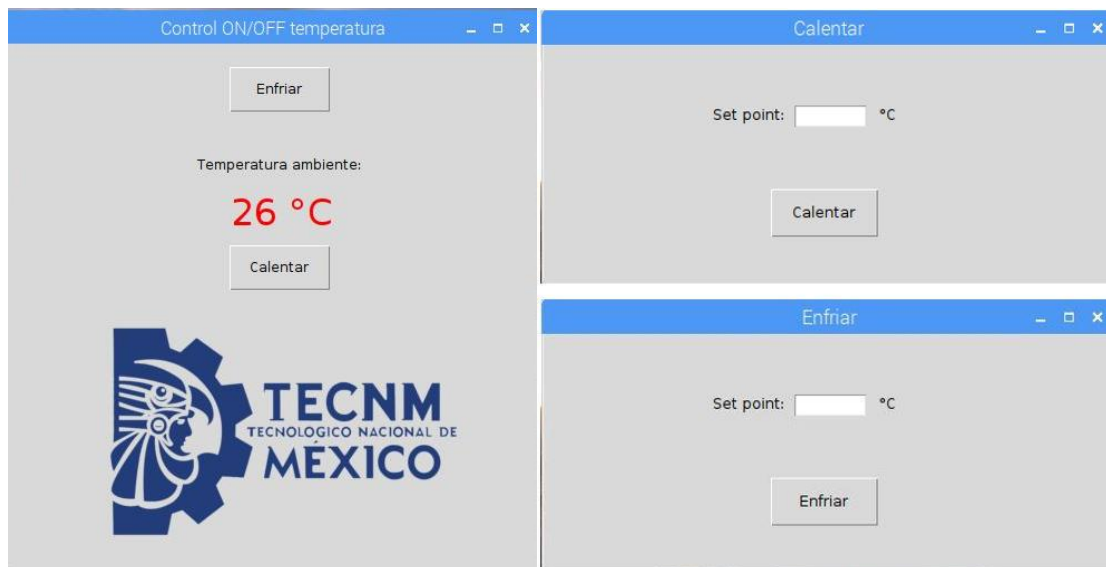 Control ON/OFF temperatura
Enfriar
Temperatura ambiente:
26 °C
Calentar
TECNM
TECNOLOGICO NACIONAL DE
MÉXICO
Calentar
Set point: °C
Calentar
Enfriar
Set point: °C
Enfriar